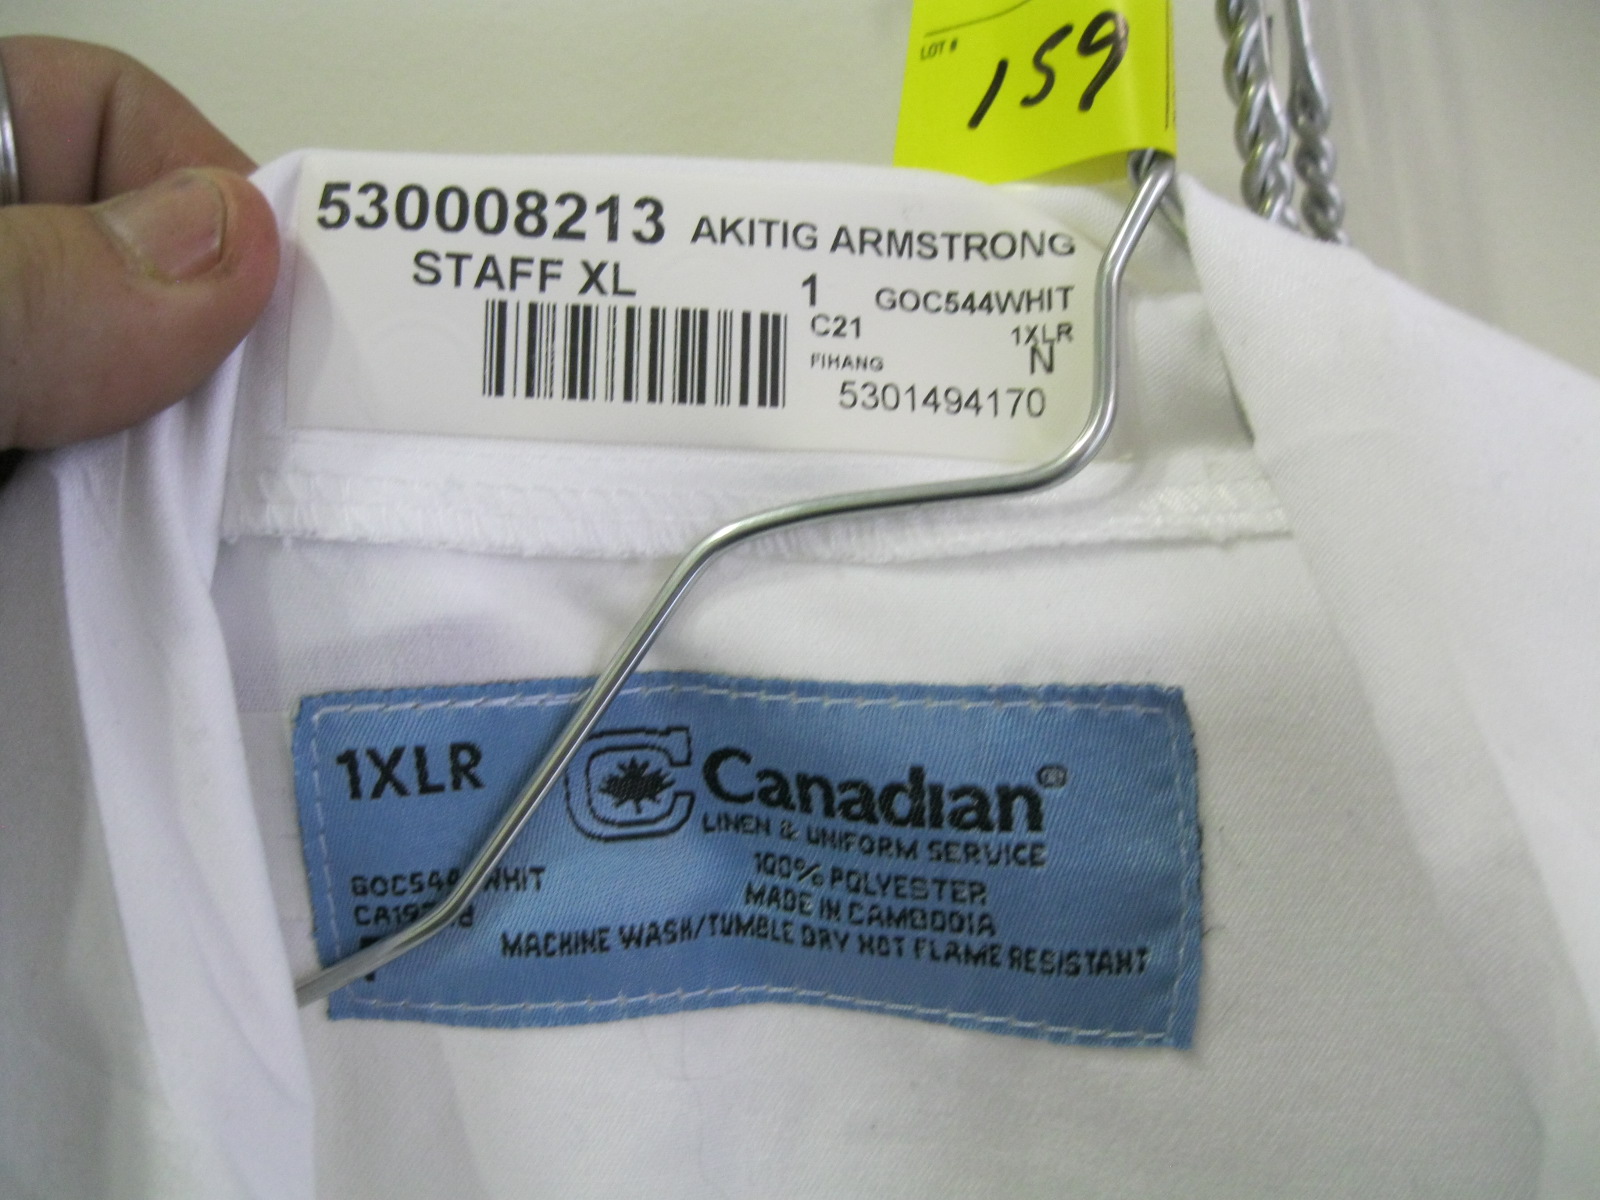 LOT #
159
530008213 AKITIG ARMSTRONG
STAFF XL 1 GOC544WHIT
C21 1XLR
FIHANG N
5301494170
1XLR C Canadian®
LINEN & UNIFORM SERVICE
100% POLYESTER
MADE IN CAMBODIA
MACHINE WASH/TUMBLE DRY NOT FLAME RESISTANT